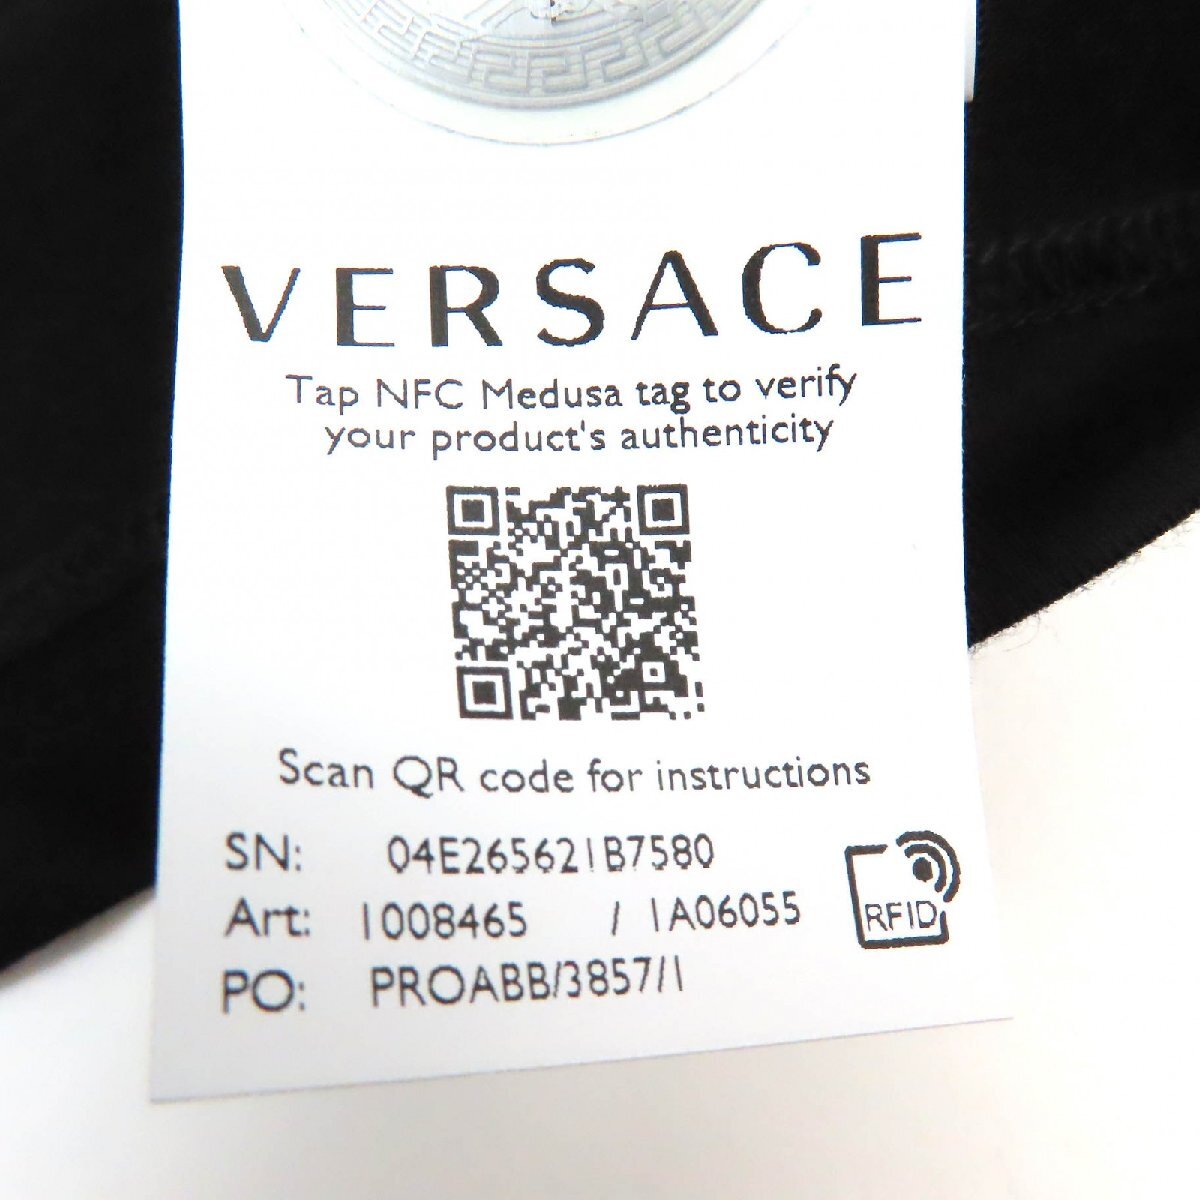 VERSACE
Tap NFC Medusa tag to verify
your product's authenticity
Scan QR code for instructions
SN: 04E265621B7580
Art: 1008465 / 1A06055
PO: PROABB/3857/1
RFID